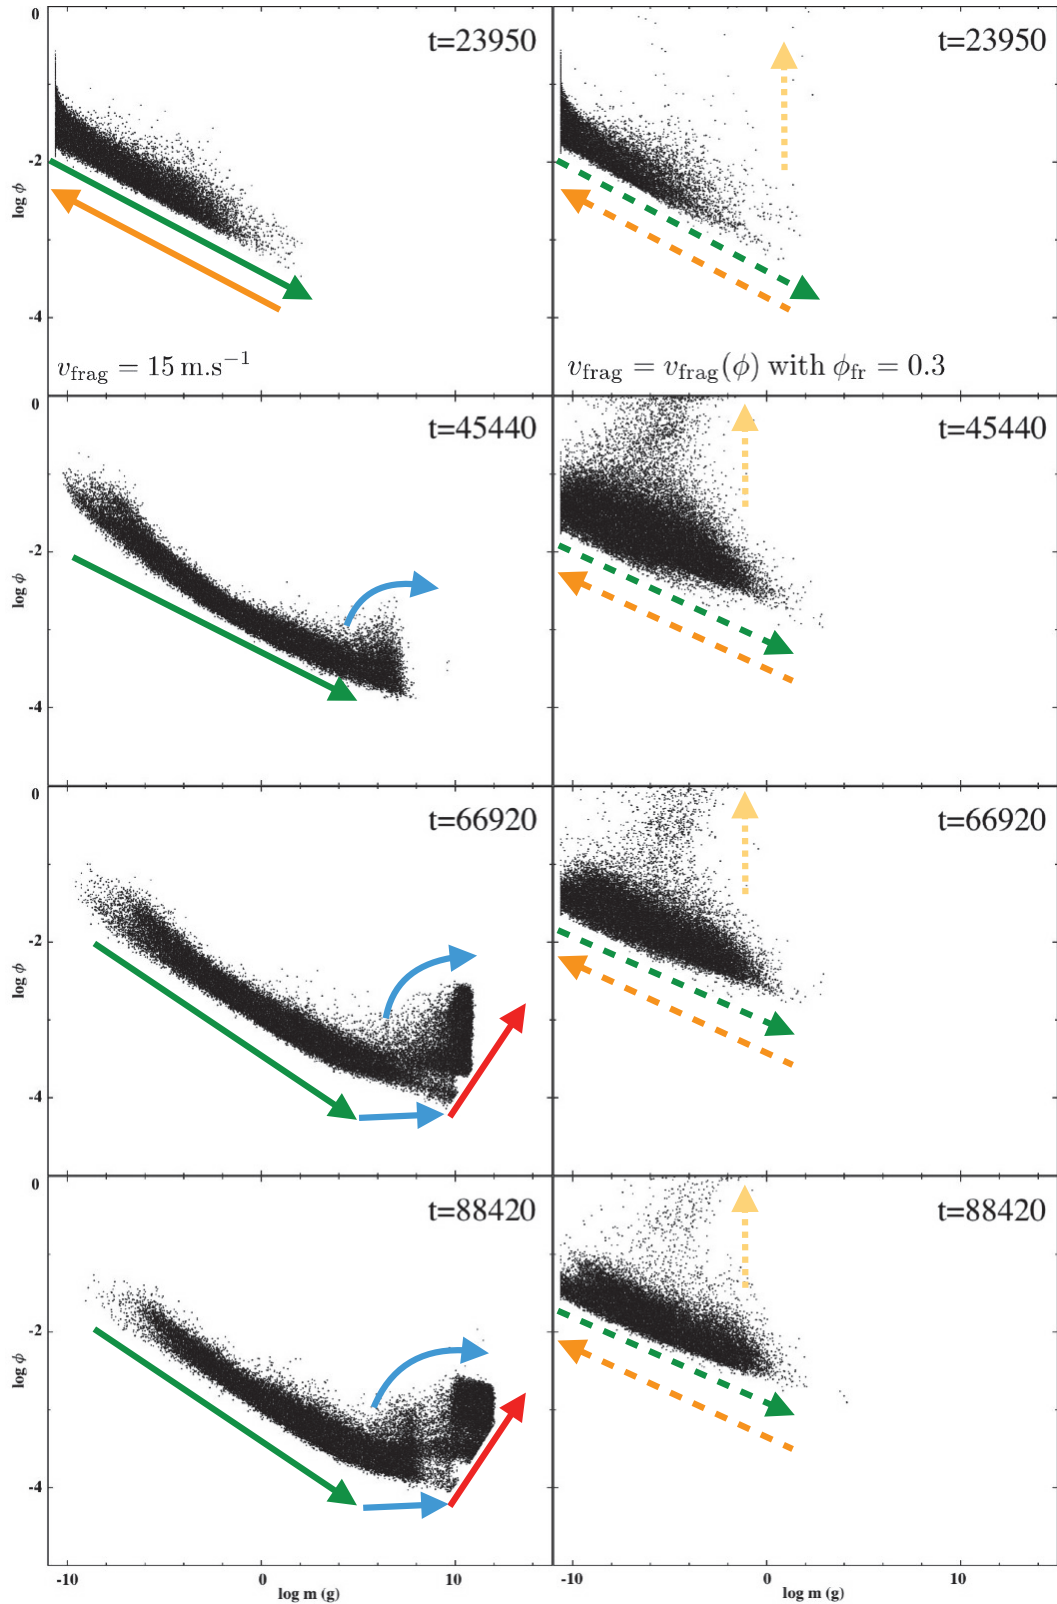 0
t=23950
t=23950
-2
log ϕ
-4
v_frag = 15 m.s⁻¹
v_frag = v_frag(ϕ) with ϕ_fr = 0.3
0
t=45440
t=45440
-2
log ϕ
-4
0
t=66920
t=66920
-2
log ϕ
-4
0
t=88420
t=88420
-2
log ϕ
-4
-10 0 10 -10 0 10
log m (g) log m (g)